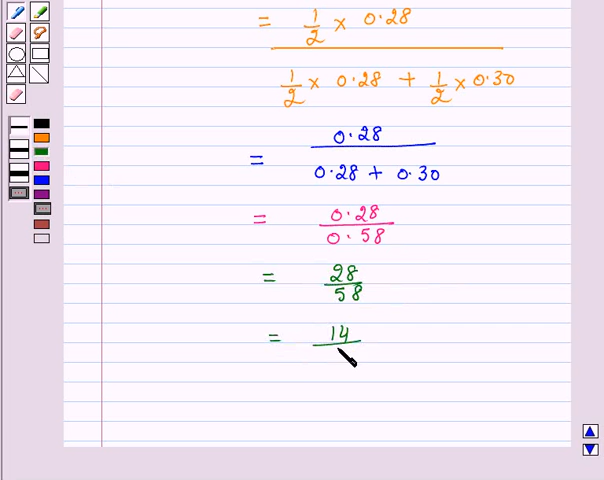 = 1/2 × 0.28
1/2 × 0.28 + 1/2 × 0.30
= 0.28
0.28 + 0.30
= 0.28
0.58
= 28
58
= 14